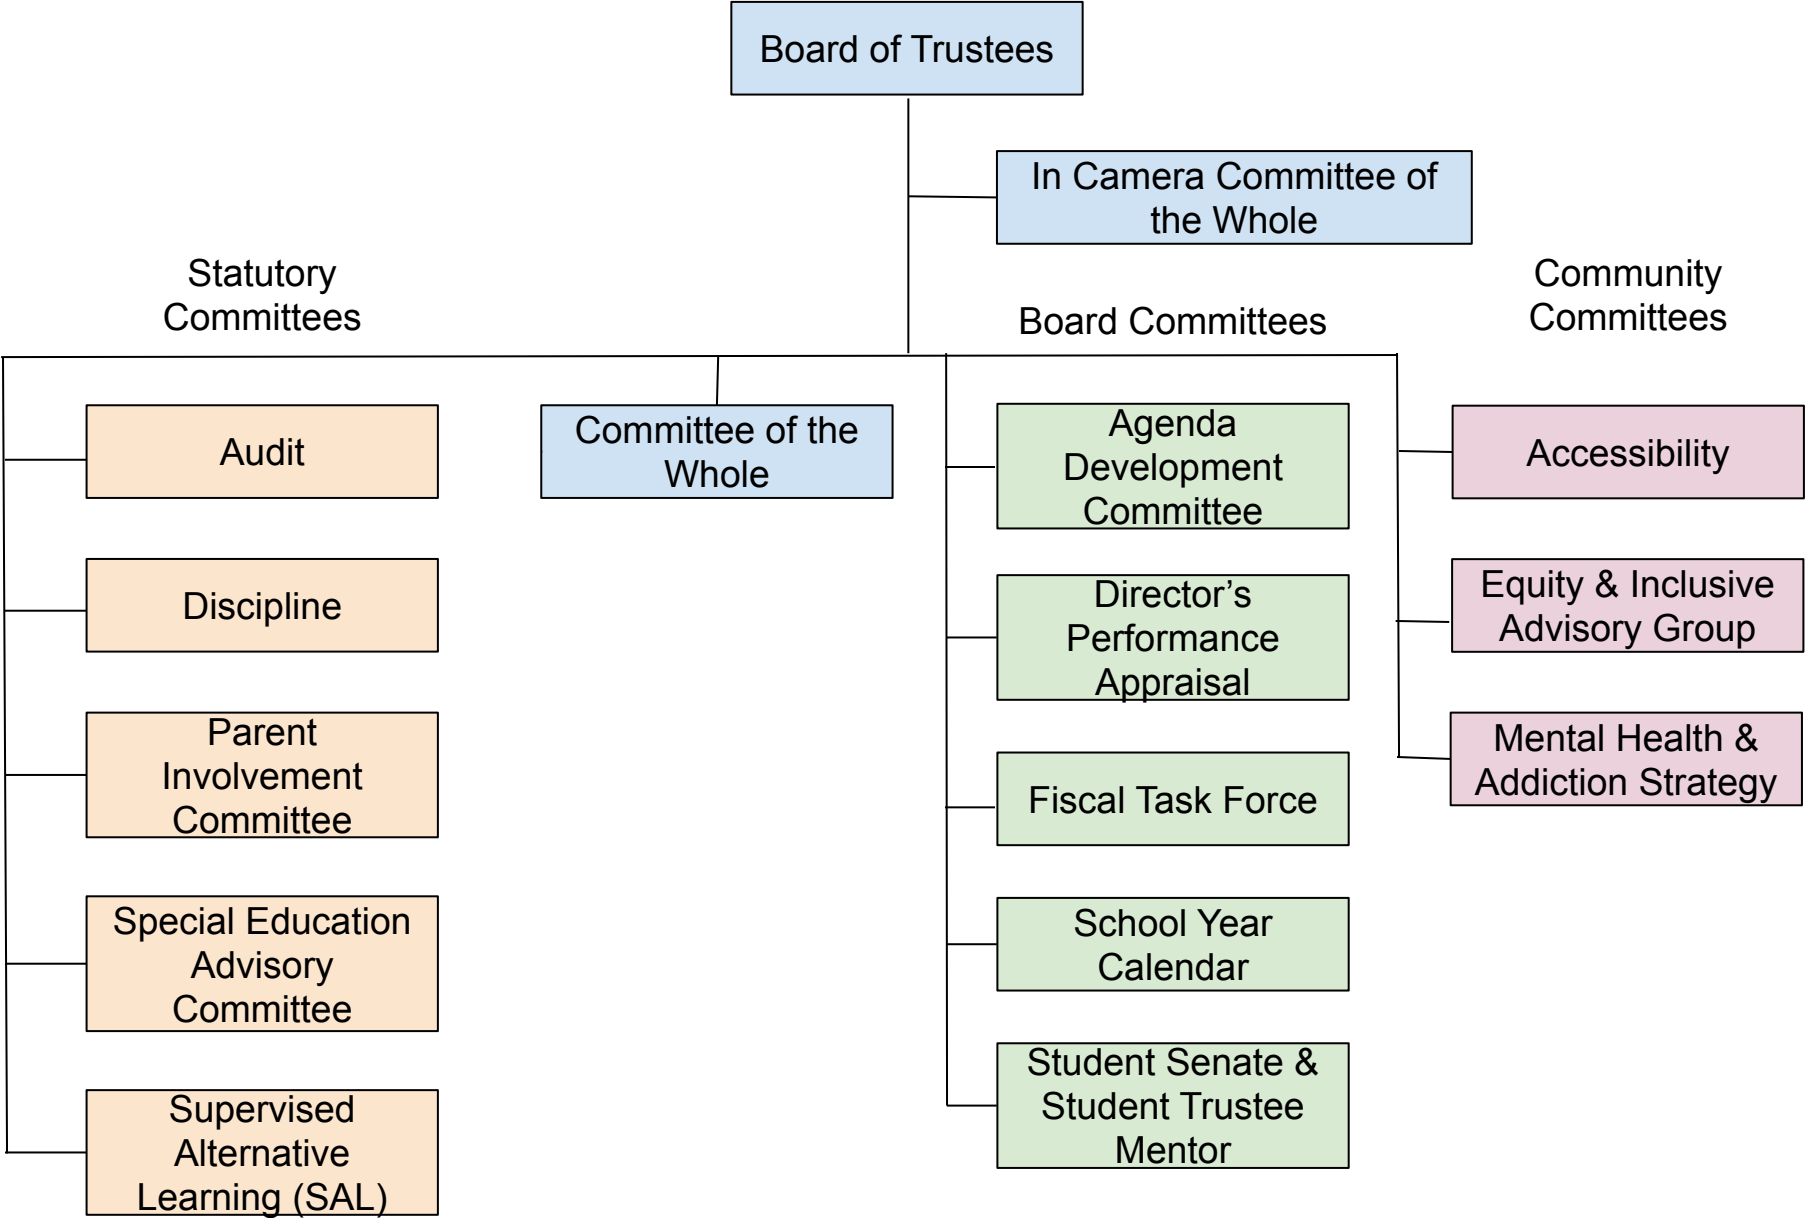 Board of Trustees
In Camera Committee of
the Whole
Statutory
Committees
Board Committees
Community
Committees
Audit
Discipline
Parent
Involvement
Committee
Special Education
Advisory
Committee
Supervised
Alternative
Learning (SAL)
Committee of the
Whole
Agenda
Development
Committee
Director’s
Performance
Appraisal
Fiscal Task Force
School Year
Calendar
Student Senate &
Student Trustee
Mentor
Accessibility
Equity & Inclusive
Advisory Group
Mental Health &
Addiction Strategy